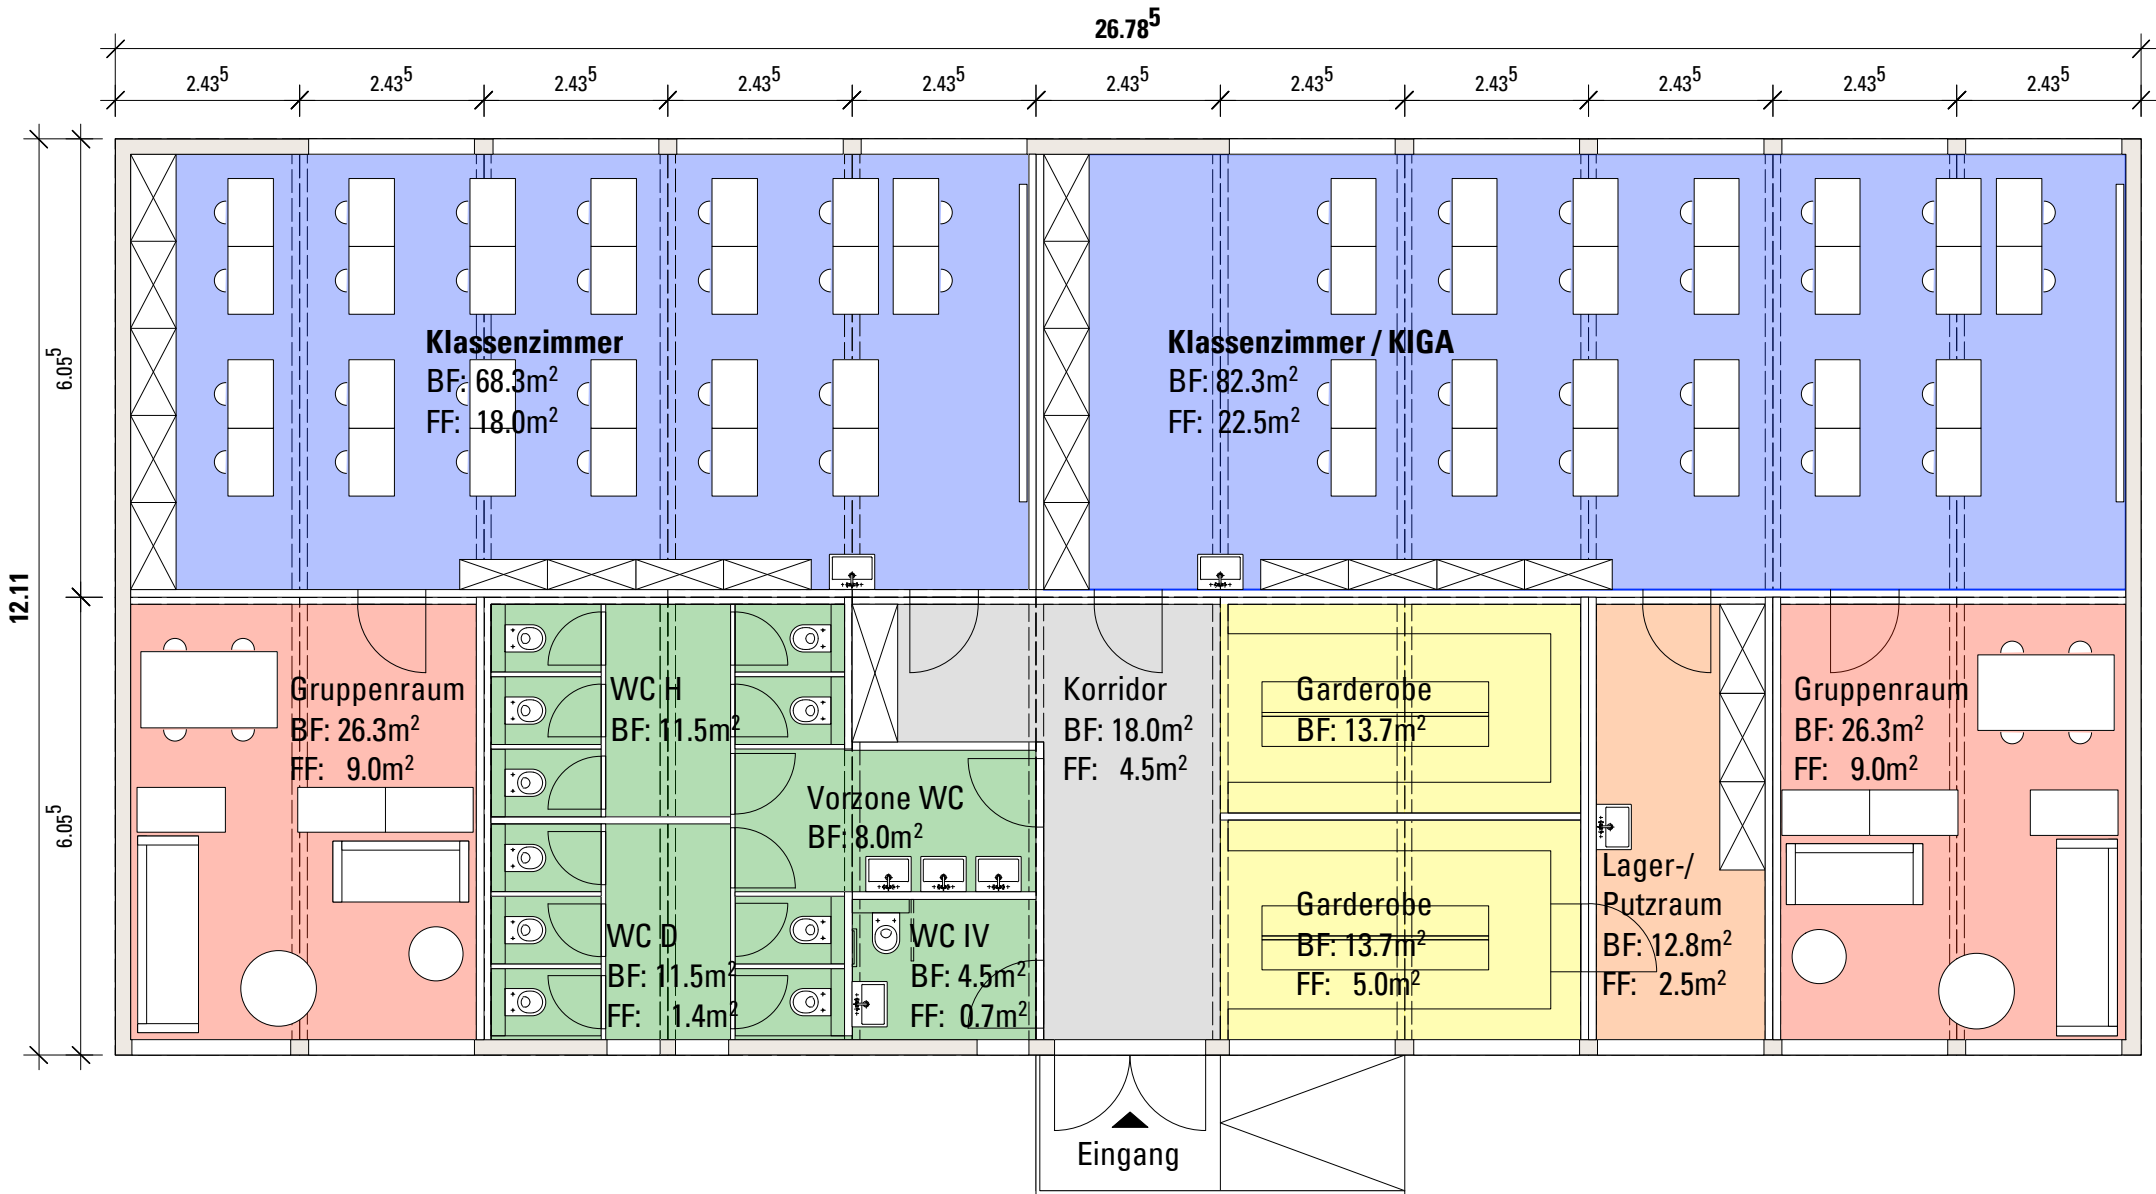 26.78⁵
2.43⁵ 2.43⁵ 2.43⁵ 2.43⁵ 2.43⁵ 2.43⁵ 2.43⁵ 2.43⁵ 2.43⁵ 2.43⁵ 2.43⁵
12.11
6.05⁵
6.05⁵
Klassenzimmer
BF: 68.3m²
FF: 18.0m²
Klassenzimmer / KIGA
BF: 82.3m²
FF: 22.5m²
Gruppenraum
BF: 26.3m²
FF: 9.0m²
WC H
BF: 11.5m²
Vorzone WC
BF: 8.0m²
WC D
BF: 11.5m²
FF: 1.4m²
WC IV
BF: 4.5m²
FF: 0.7m²
Korridor
BF: 18.0m²
FF: 4.5m²
Garderobe
BF: 13.7m²
Garderobe
BF: 13.7m²
FF: 5.0m²
Lager-/
Putzraum
BF: 12.8m²
FF: 2.5m²
Gruppenraum
BF: 26.3m²
FF: 9.0m²
Eingang